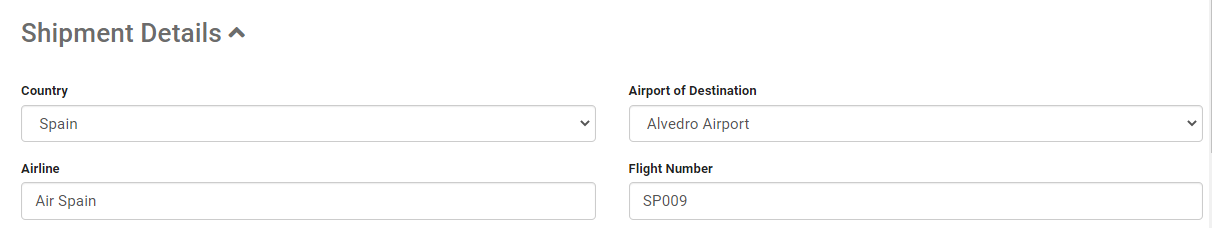 Shipment Details
Country
Airport of Destination
Spain
Alvedro Airport
Airline
Flight Number
Air Spain
SP009